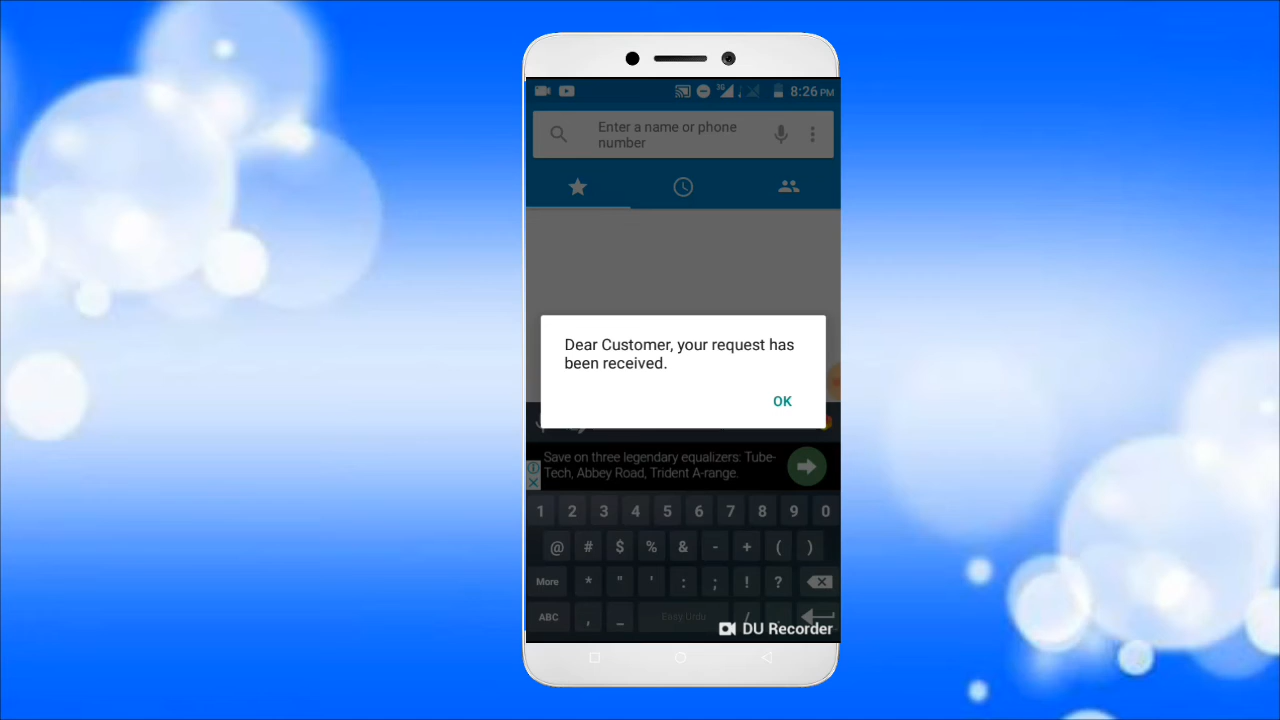 3G
8:26 PM
Enter a name or phone
number
Dear Customer, your request has
been received.
OK
Save on three legendary equalizers: Tube-
Tech, Abbey Road, Trident A-range.
1 2 3 4 5 6 7 8 9 0
@ # $ % & - + ( )
More * " ' : ; ! ?
ABC , _ Easy Urdu / .
DU Recorder